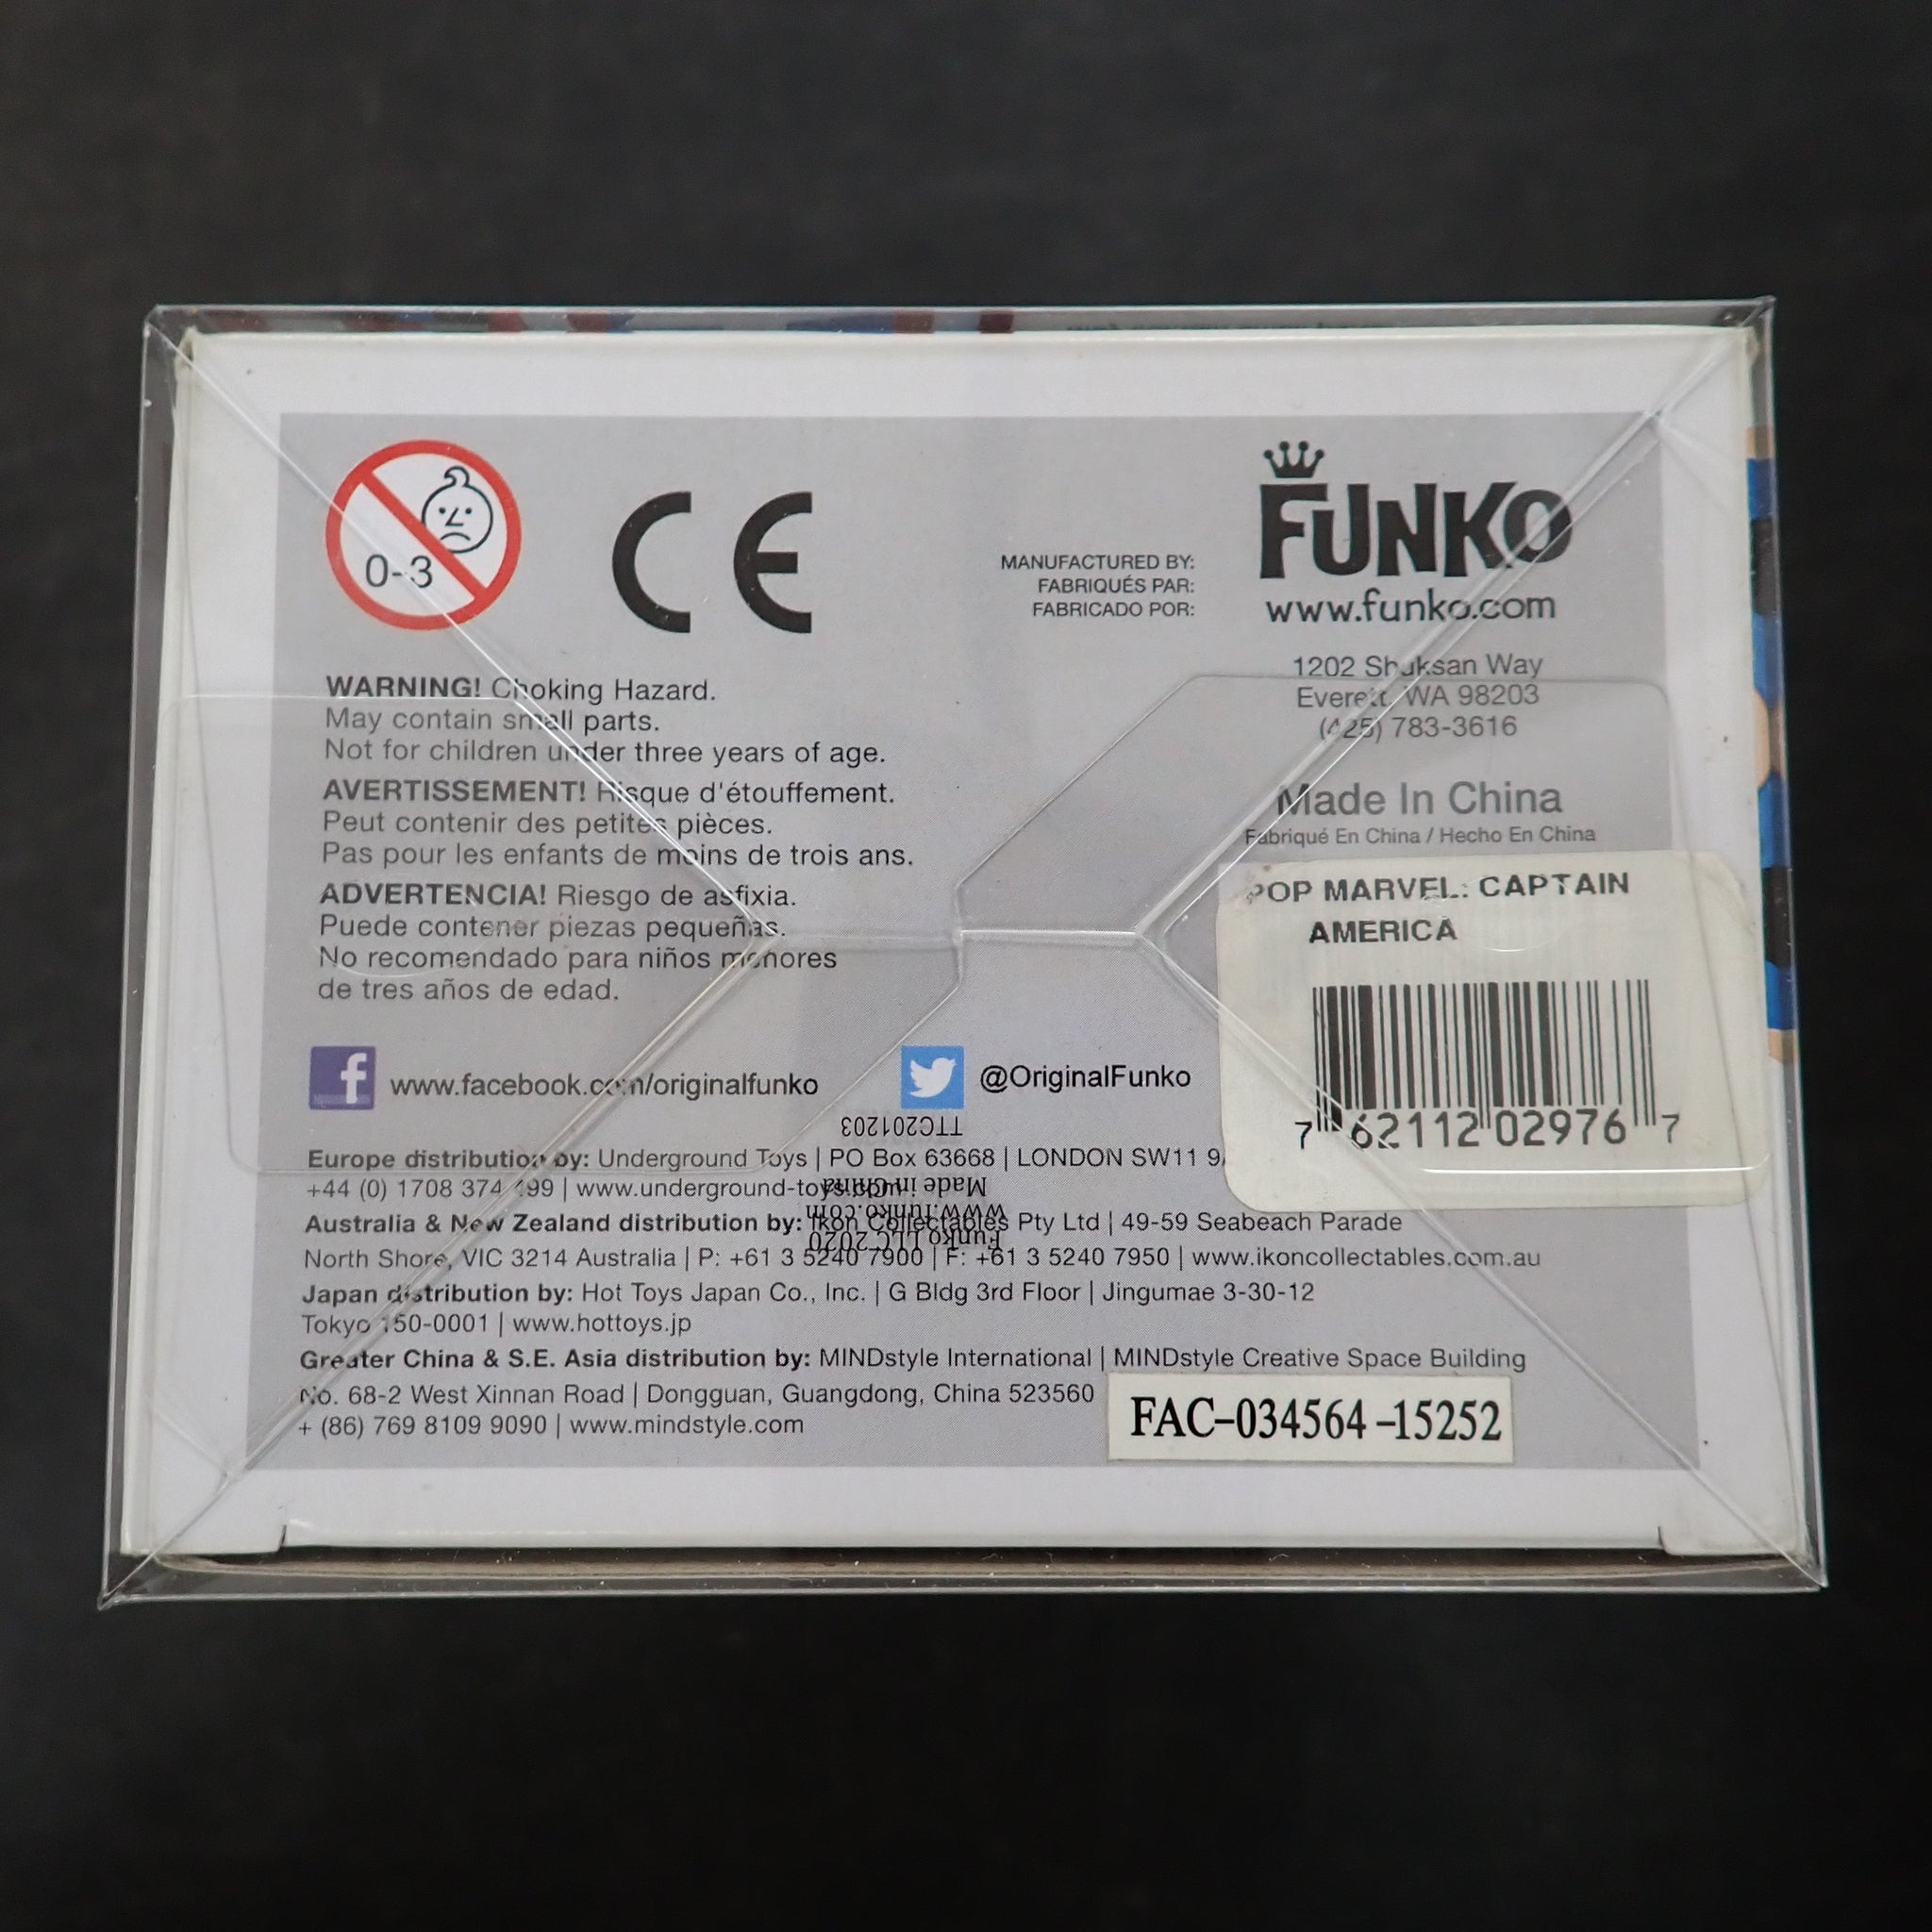 0-3
CE
MANUFACTURED BY:
FABRIQUÉS PAR:
FABRICADO POR:
FUNKO
www.funko.com
1202 Shuksan Way
Everett, WA 98203
(425) 783-3616
Made In China
Fabriqué En China / Hecho En China
WARNING! Choking Hazard.
May contain small parts.
Not for children under three years of age.
AVERTISSEMENT! Risque d'étouffement.
Peut contenir des petites pièces.
Pas pour les enfants de moins de trois ans.
ADVERTENCIA! Riesgo de asfixia.
Puede contener piezas pequeñas.
No recomendado para niños menores
de tres años de edad.
POP MARVEL: CAPTAIN
AMERICA
7 62112 02976 7
f www.facebook.com/originalfunko
@OriginalFunko
Europe distribution by: Underground Toys | PO Box 63668 | LONDON SW11
+44 (0) 1708 374 | www.underground-toys.com
Australia & New Zealand distribution by: Ikon Collectables Pty Ltd | 49-59 Seabeach Parade
North Shore, VIC 3214 Australia | P: +61 3 5240 7900 | F: +61 3 5240 7950 | www.ikoncollectables.com.au
Japan distribution by: Hot Toys Japan Co., Inc. | G Bldg 3rd Floor | Jingumae 3-30-12
Tokyo 150-0001 | www.hottoys.jp
Greater China & S.E. Asia distribution by: MINDstyle International | MINDstyle Creative Space Building
No. 68-2 West Xinnan Road | Dongguan, Guangdong, China 523560
+ (86) 769 8109 9090 | www.mindstyle.com
FAC-034564-15252
Funko LLC 2020
www.funko.com
Made in China
TTC201203